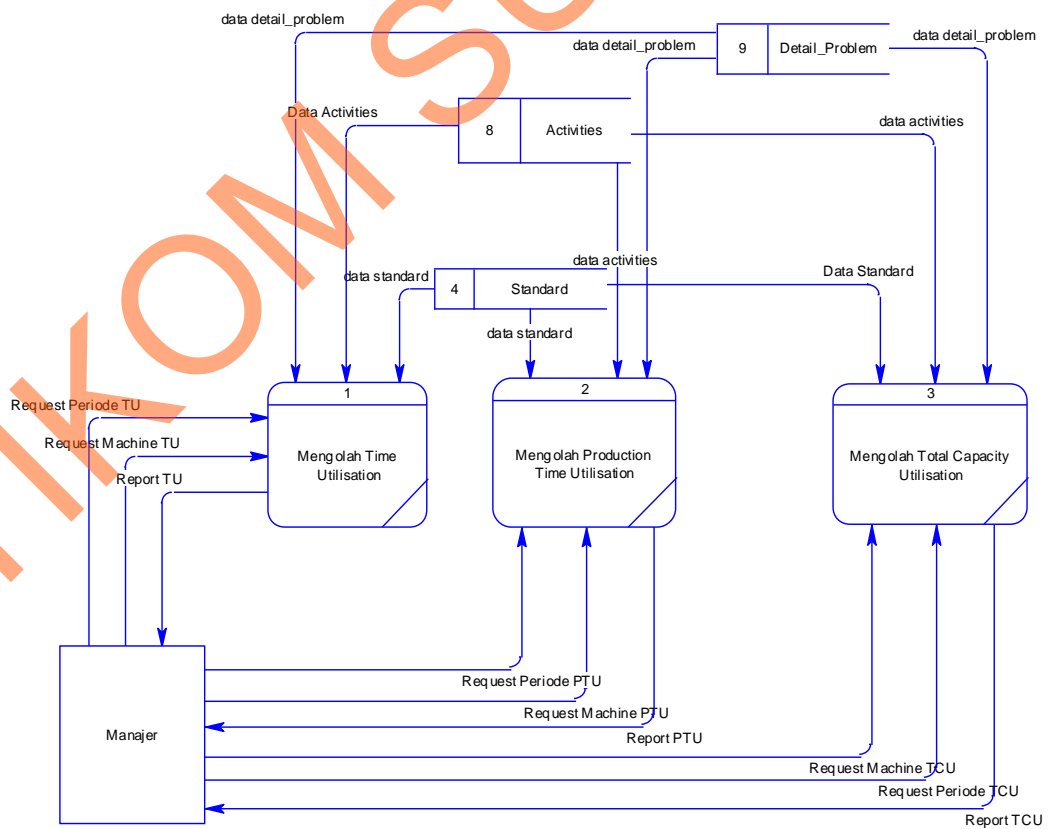 data detail_problem
data detail_problem
9
Detail_Problem
data detail_problem
Data Activities
8
Activities
data activities
data standard
4
Standard
data activities
Data Standard
data standard
1
Mengolah Time
Utilisation
2
Mengolah Production
Time Utilisation
3
Mengolah Total Capacity
Utilisation
Request Periode TU
Request Machine TU
Report TU
Manajer
Request Periode PTU
Request Machine PTU
Report PTU
Request Machine TCU
Request Periode TCU
Report TCU
IKOM